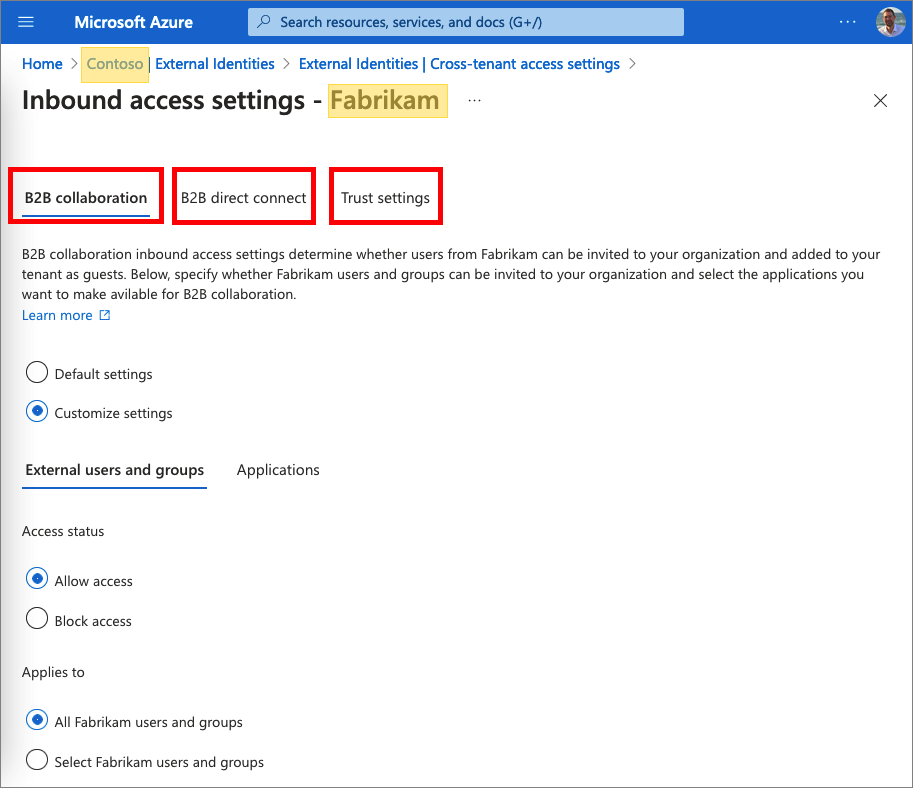 Microsoft Azure
Search resources, services, and docs (G+/)
Home > Contoso | External Identities > External Identities | Cross-tenant access settings >
Inbound access settings - Fabrikam ...
B2B collaboration B2B direct connect Trust settings
B2B collaboration inbound access settings determine whether users from Fabrikam can be invited to your organization and added to your
tenant as guests. Below, specify whether Fabrikam users and groups can be invited to your organization and select the applications you
want to make avilable for B2B collaboration.
Learn more
Default settings
Customize settings
External users and groups Applications
Access status
Allow access
Block access
Applies to
All Fabrikam users and groups
Select Fabrikam users and groups